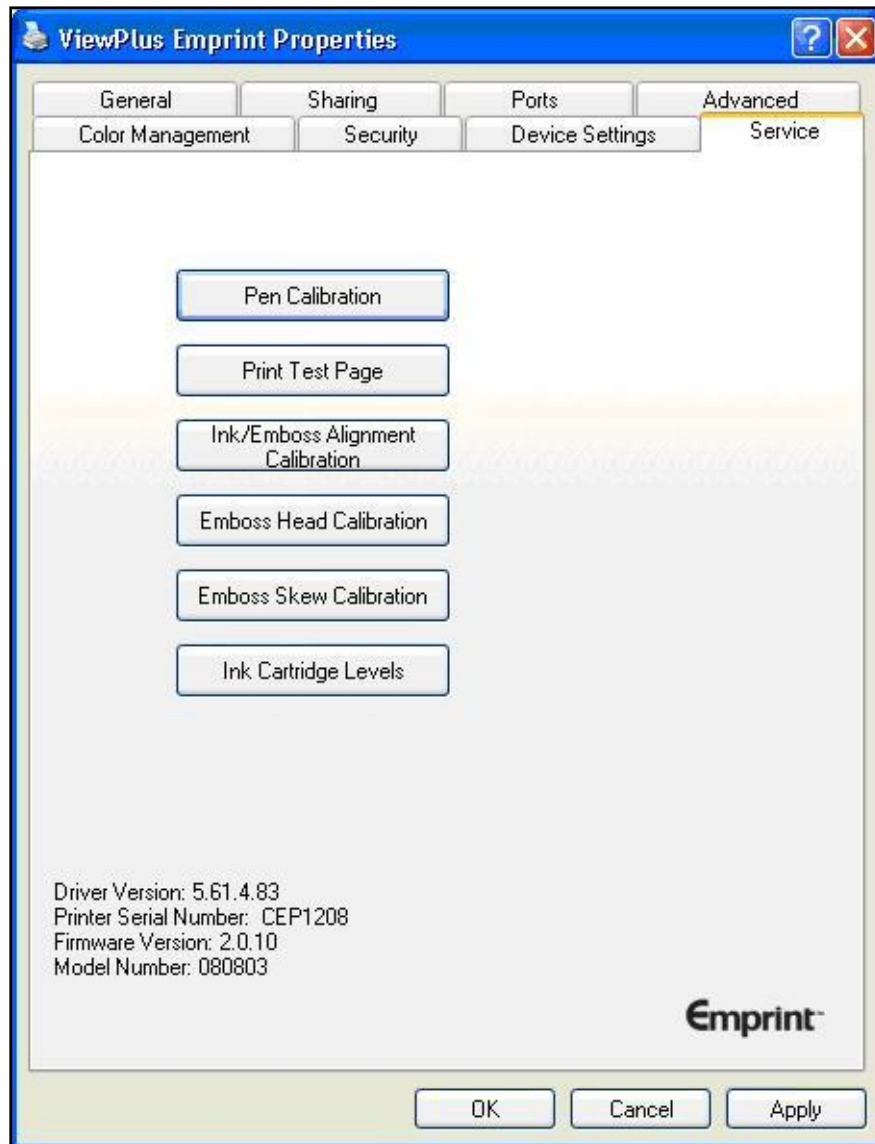 ViewPlus Emprint Properties
General Sharing Ports Advanced
Color Management Security Device Settings Service
Pen Calibration
Print Test Page
Ink/Emboss Alignment
Calibration
Emboss Head Calibration
Emboss Skew Calibration
Ink Cartridge Levels
Driver Version: 5.61.4.83
Printer Serial Number: CEP1208
Firmware Version: 2.0.10
Model Number: 080803
Emprint™
OK Cancel Apply